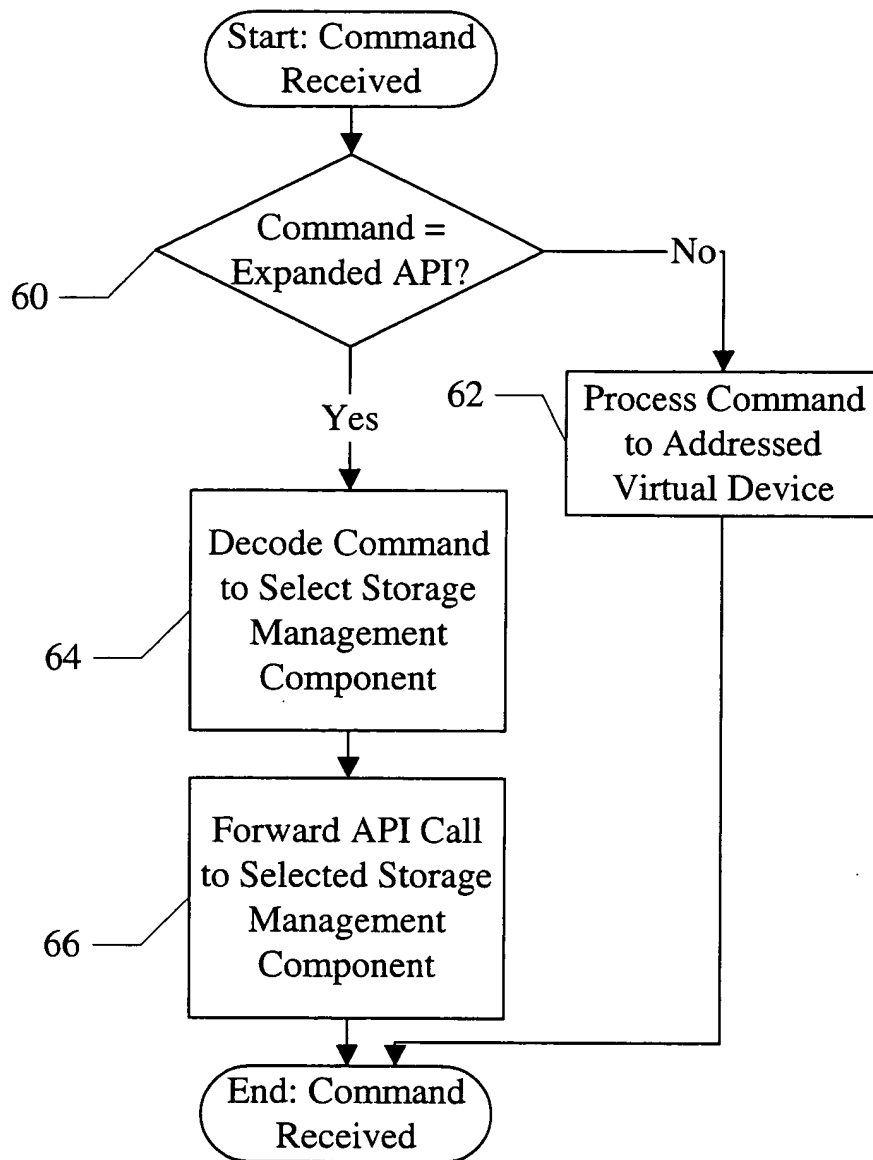 Start: Command
Received
Command =
Expanded API?
60
No
Yes
62
Process Command
to Addressed
Virtual Device
Decode Command
to Select Storage
Management
Component
64
Forward API Call
to Selected Storage
Management
Component
66
End: Command
Received